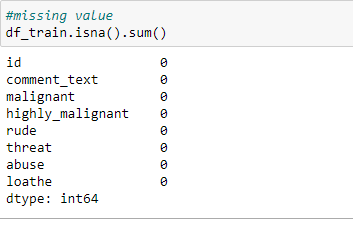 #missing value
df_train.isna().sum()
id 0
comment_text 0
malignant 0
highly_malignant 0
rude 0
threat 0
abuse 0
loathe 0
dtype: int64